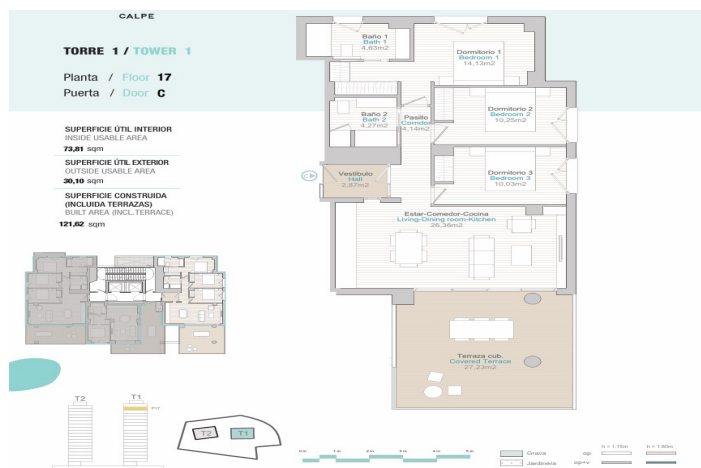 CALPE
TORRE 1 / TOWER 1
Planta / Floor 17
Puerta / Door C
SUPERFICIE ÚTIL INTERIOR
INSIDE USABLE AREA
73,81 sqm
SUPERFICIE ÚTIL EXTERIOR
OUTSIDE USABLE AREA
30,10 sqm
SUPERFICIE CONSTRUIDA
(INCLUIDA TERRAZAS)
BUILT AREA (INCL.TERRACE)
121,62 sqm
Baño 1
Bath 1
4,63m2
Dormitorio 1
Bedroom 1
14,13m2
Baño 2
Bath 2
4,27m2
Pasillo
Corridor
4,14m2
Dormitorio 2
Bedroom 2
10,25m2
Vestíbulo
Hall
2,87m2
Dormitorio 3
Bedroom 3
10,03m2
Estar-Comedor-Cocina
Living-Dining room-Kitchen
26,36m2
Terraza cub.
Covered Terrace
27,23m2
T2
T1
T2
T1
Grava
Jardinera
op
op+v
h = 1.10m